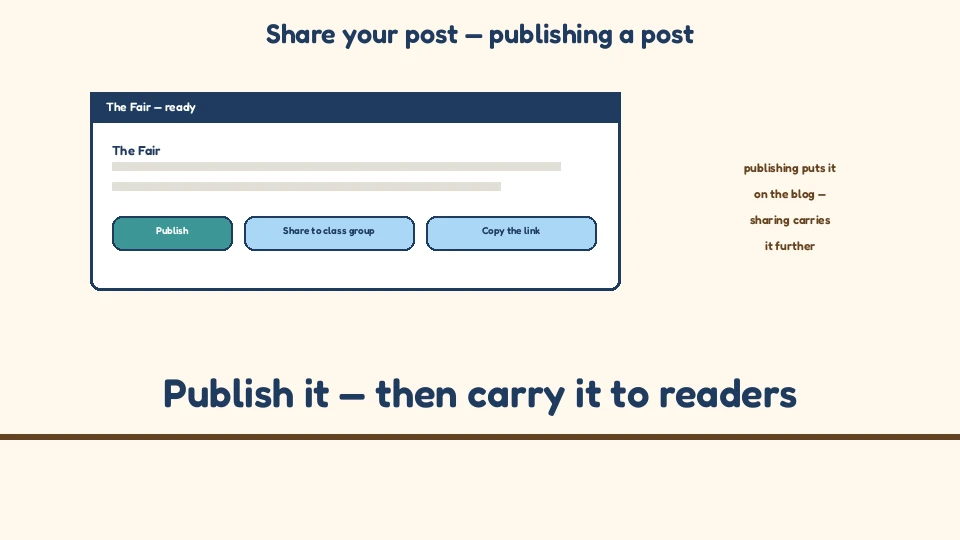 Share your post — publishing a post
The Fair — ready
The Fair
Publish
Share to class group
Copy the link
publishing puts it
on the blog —
sharing carries
it further
Publish it — then carry it to readers